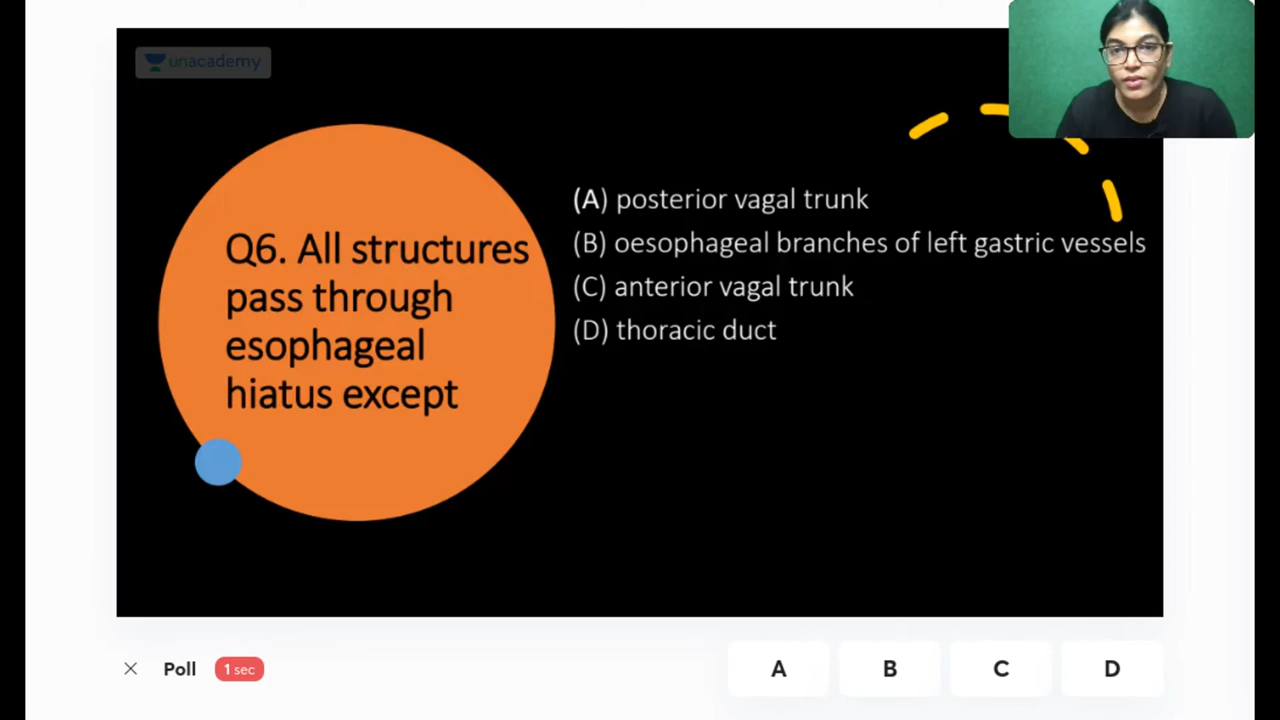 unacademy
Q6. All structures
pass through
esophageal
hiatus except
(A) posterior vagal trunk
(B) oesophageal branches of left gastric vessels
(C) anterior vagal trunk
(D) thoracic duct
Poll 1 sec
A B C D